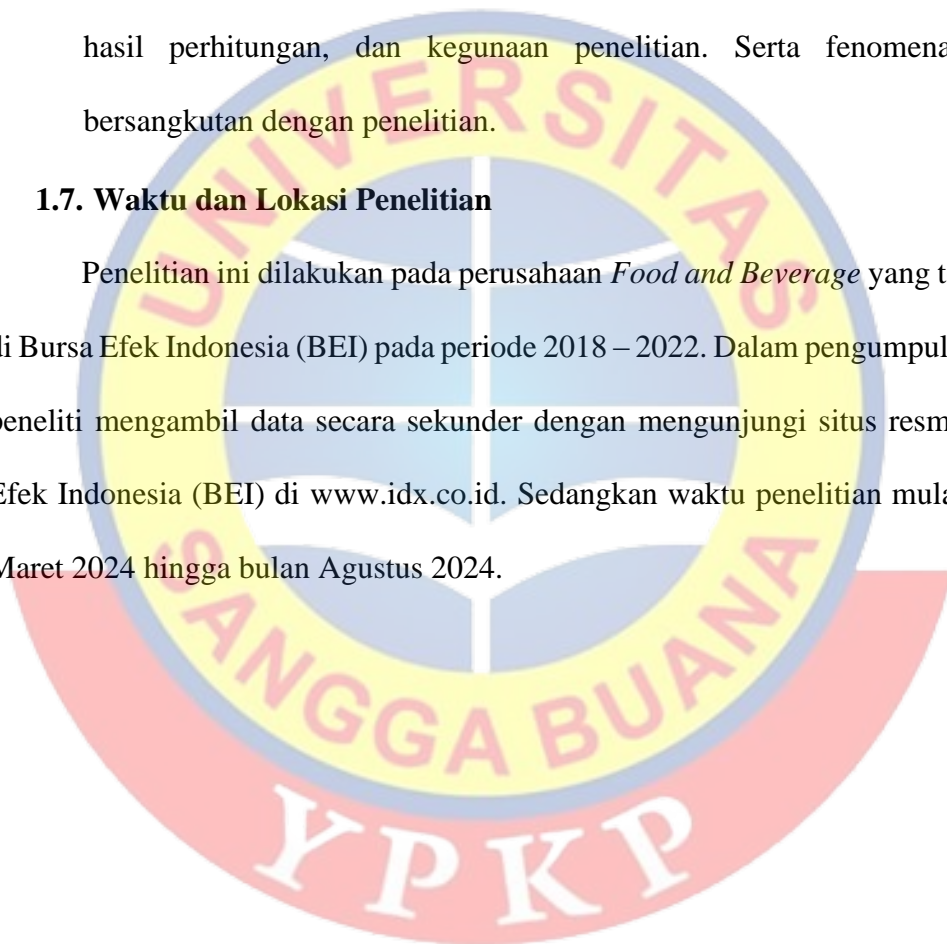 hasil perhitungan, dan kegunaan penelitian. Serta fenomena
bersangkutan dengan penelitian.
1.7. Waktu dan Lokasi Penelitian
Penelitian ini dilakukan pada perusahaan Food and Beverage yang t
di Bursa Efek Indonesia (BEI) pada periode 2018 – 2022. Dalam pengumpul
peneliti mengambil data secara sekunder dengan mengunjungi situs resm
Efek Indonesia (BEI) di www.idx.co.id. Sedangkan waktu penelitian mula
Maret 2024 hingga bulan Agustus 2024.
UNIVERSITAS
SANGGA BUANA
YPKP